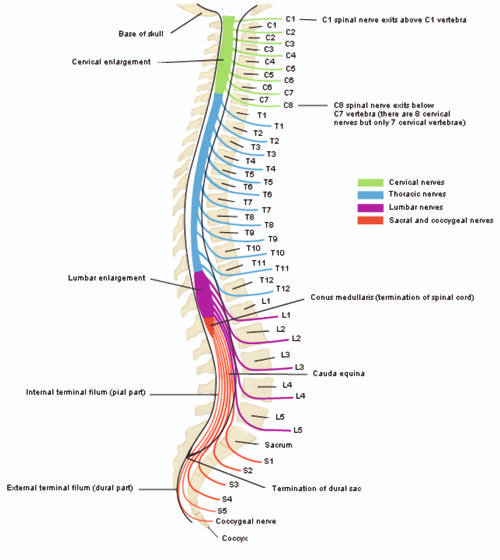 Base of skull
C1
C1 spinal nerve exits above C1 vertebra
C1
C2
C2
C3
Cervical enlargement
C3
C4
C4
C5
C5
C6
C6
C7
C7
C8
C8 spinal nerve exits below
C7 vertebra (there are 8 cervical
nerves but only 7 cervical vertebrae)
T1
T1
T2
T2
T3
T3
T4
T4
T5
T5
T6
T6
T7
T7
T8
T8
T9
T9
T10
T10
T11
T11
T12
T12
Cervical nerves
Thoracic nerves
Lumbar nerves
Sacral and coccygeal nerves
Lumbar enlargement
Conus medullaris (termination of spinal cord)
L1
L1
L2
L2
L3
L3
Cauda equina
L4
Internal terminal filum (pial part)
L4
L5
L5
Sacrum
S1
S2
External terminal filum (dural part)
S3
Termination of dural sac
S4
S5
Coccygeal nerve
Coccyx